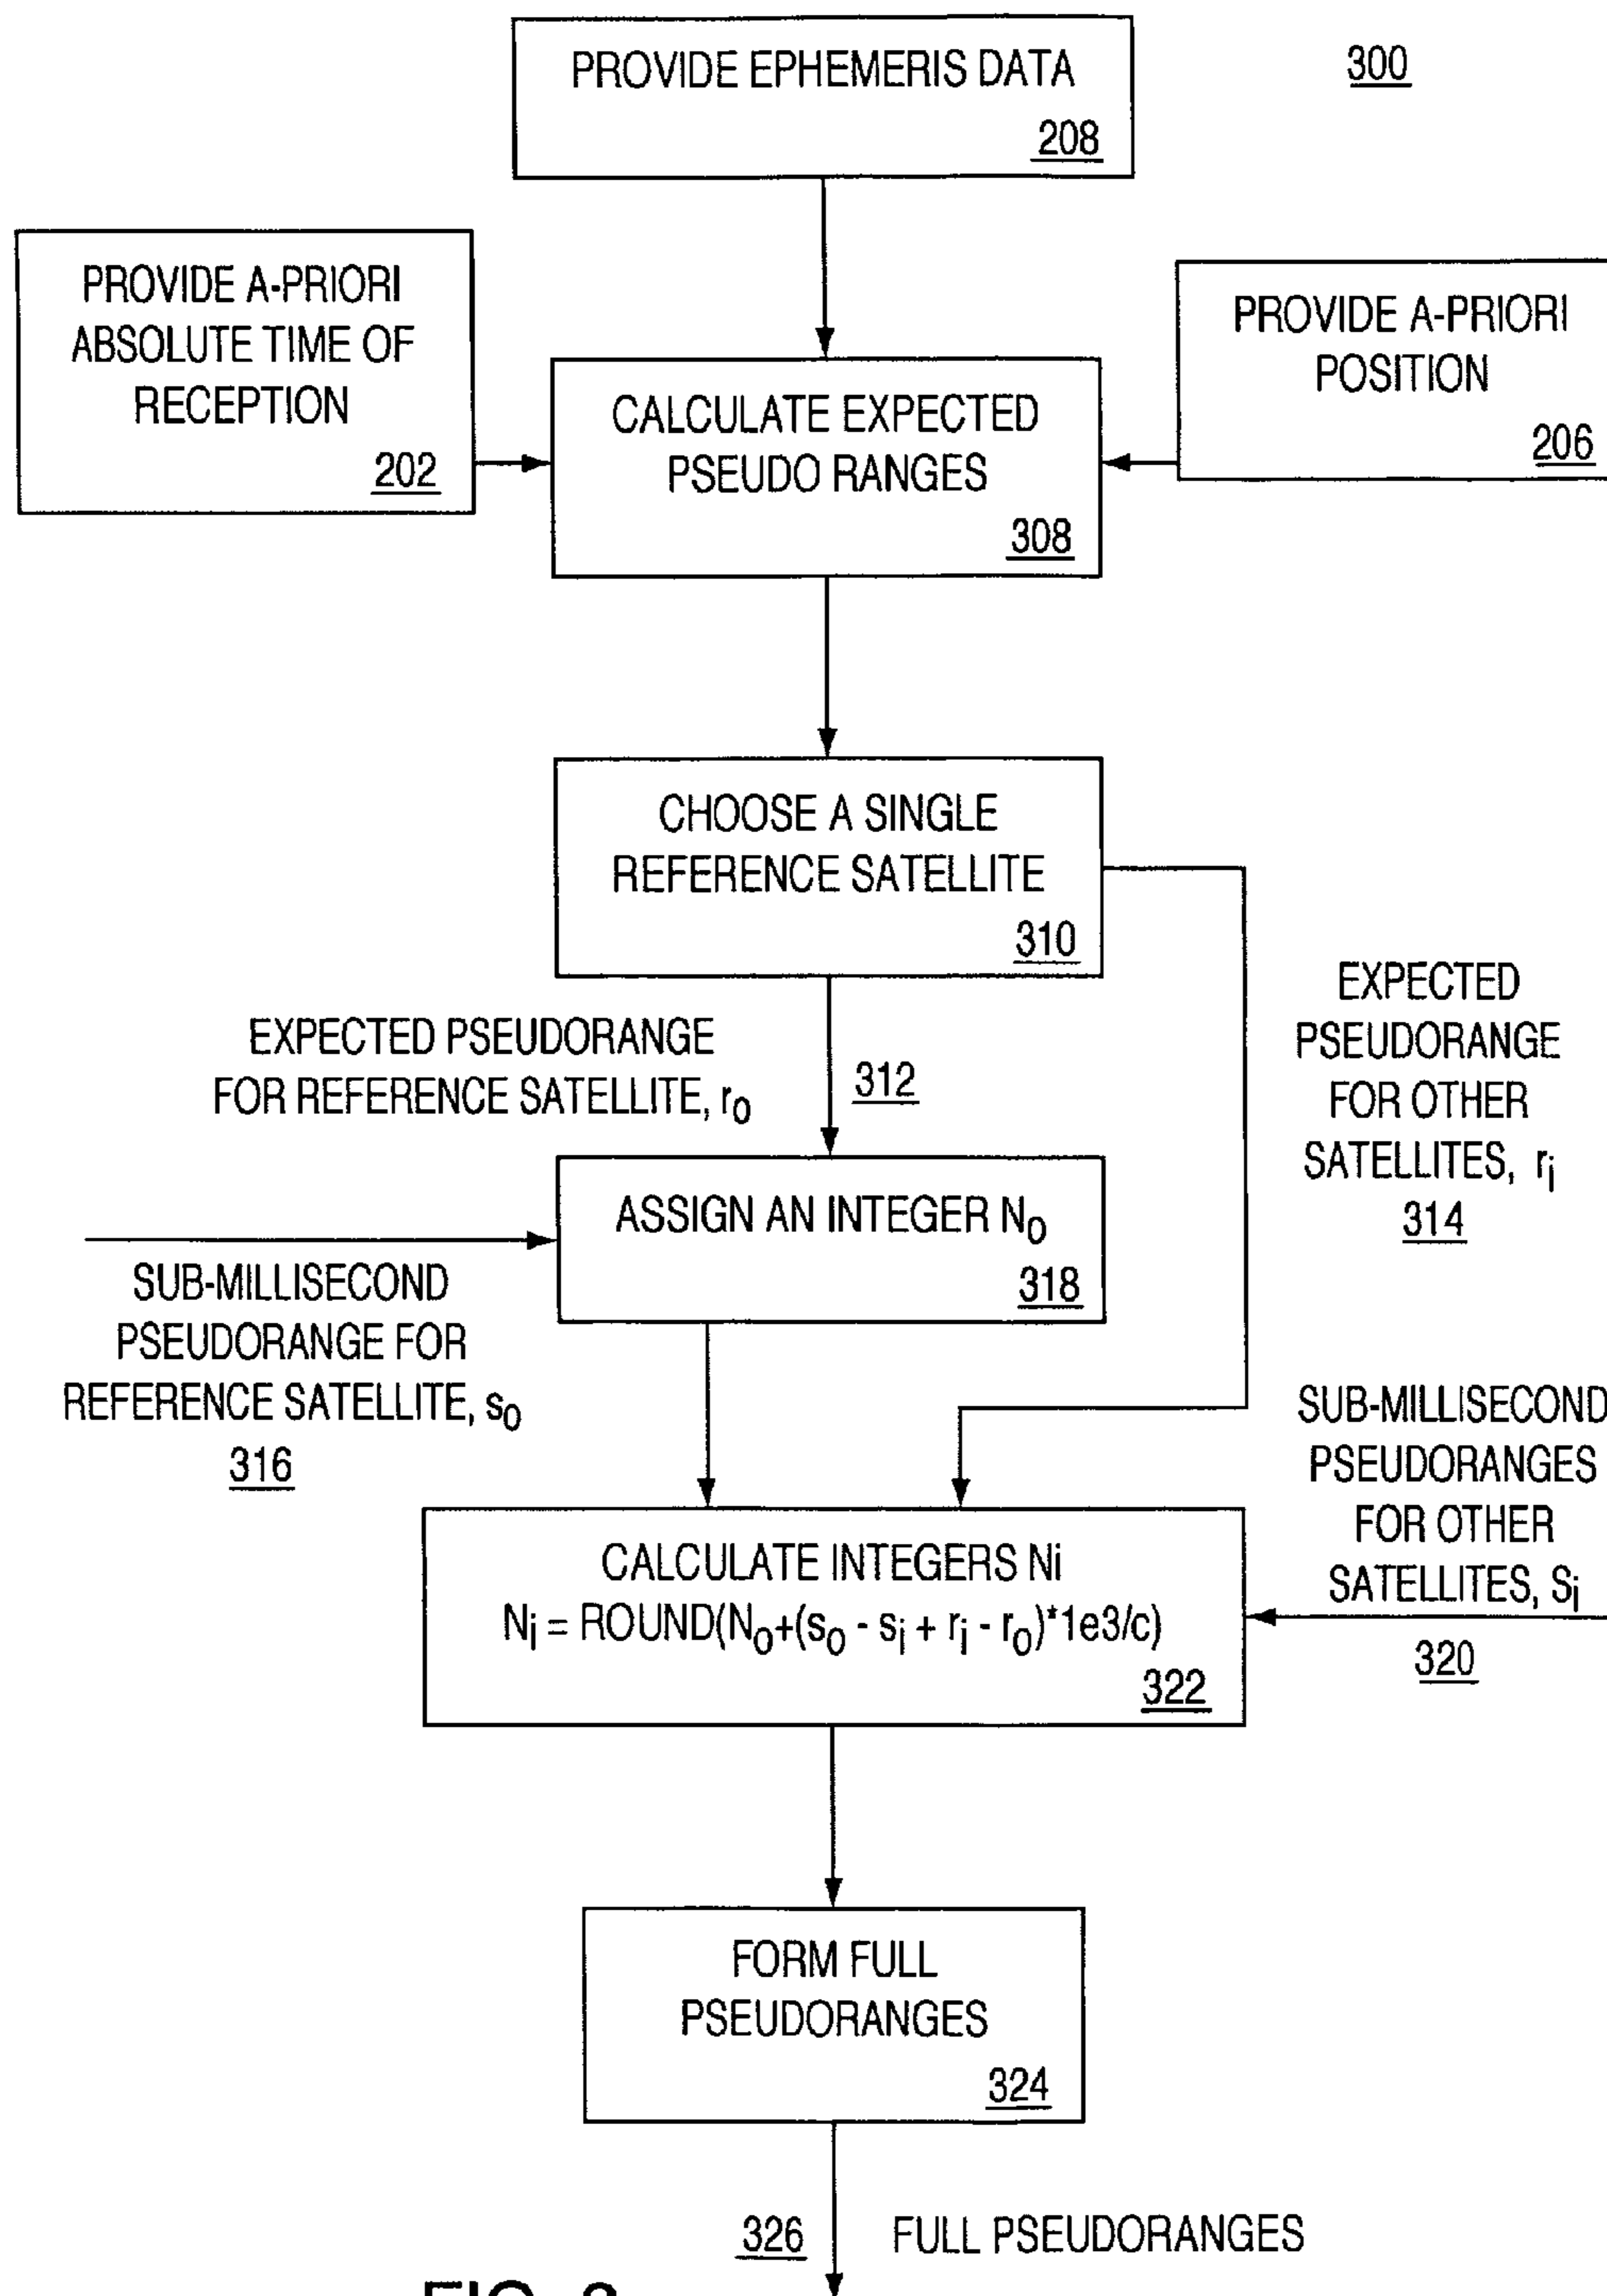 PROVIDE EPHEMERIS DATA
208
300
PROVIDE A-PRIORI
ABSOLUTE TIME OF
RECEPTION
202
PROVIDE A-PRIORI
POSITION
206
CALCULATE EXPECTED
PSEUDO RANGES
308
CHOOSE A SINGLE
REFERENCE SATELLITE
310
EXPECTED PSEUDORANGE
FOR REFERENCE SATELLITE, r₀
312
EXPECTED
PSEUDORANGE
FOR OTHER
SATELLITES, rᵢ
314
ASSIGN AN INTEGER N₀
318
SUB-MILLISECOND
PSEUDORANGE FOR
REFERENCE SATELLITE, s₀
316
SUB-MILLISECOND
PSEUDORANGES
FOR OTHER
SATELLITES, Sᵢ
320
CALCULATE INTEGERS Ni
Nᵢ = ROUND(N₀+(s₀ - sᵢ + rᵢ - r₀)*1e3/c)
322
FORM FULL
PSEUDORANGES
324
326
FULL PSEUDORANGES